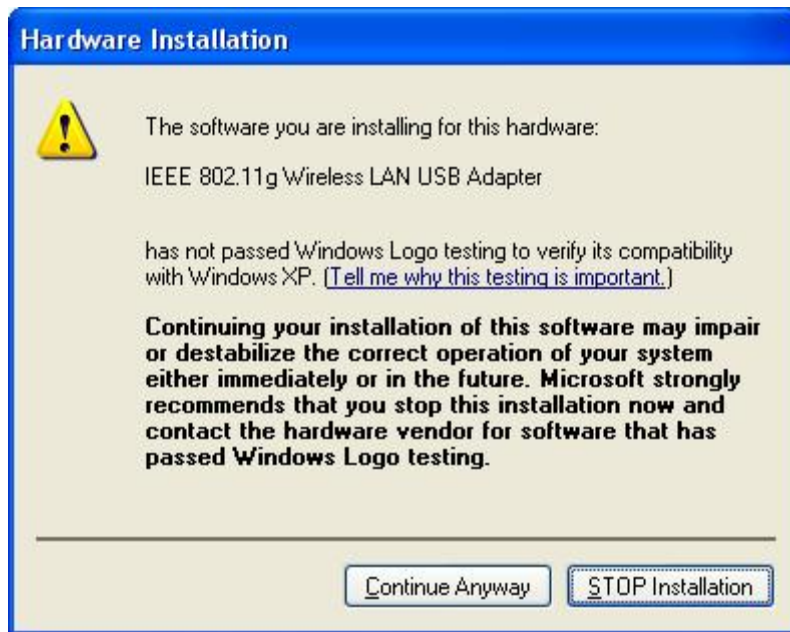 Hardware Installation
The software you are installing for this hardware:
IEEE 802.11g Wireless LAN USB Adapter
has not passed Windows Logo testing to verify its compatibility
with Windows XP. (Tell me why this testing is important.)
Continuing your installation of this software may impair
or destabilize the correct operation of your system
either immediately or in the future. Microsoft strongly
recommends that you stop this installation now and
contact the hardware vendor for software that has
passed Windows Logo testing.
Continue Anyway STOP Installation